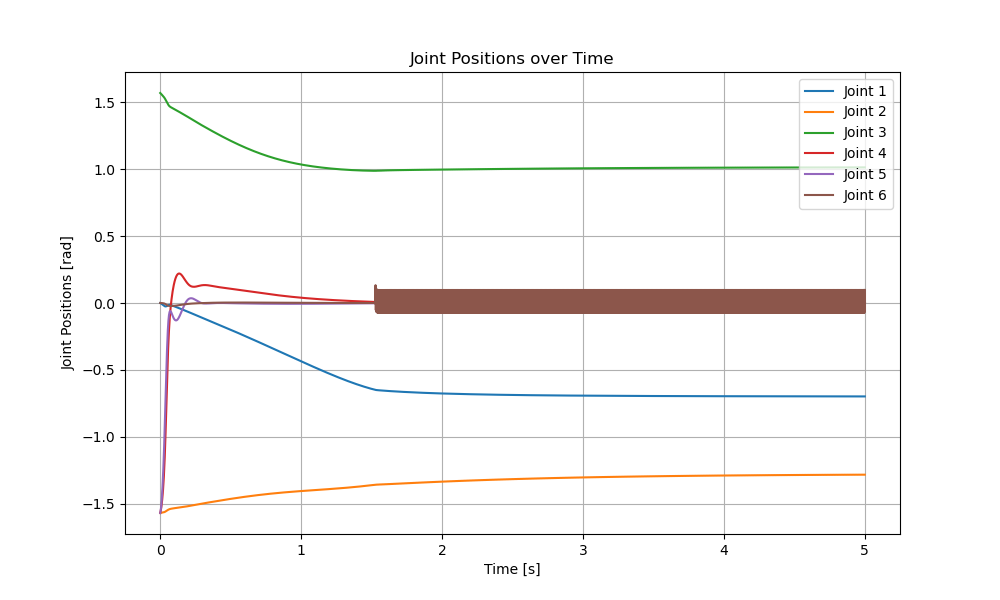 Joint Positions over Time
Joint Positions [rad]
1.5
1.0
0.5
0.0
−0.5
−1.0
−1.5
Joint 1
Joint 2
Joint 3
Joint 4
Joint 5
Joint 6
0 1 2 3 4 5
Time [s]